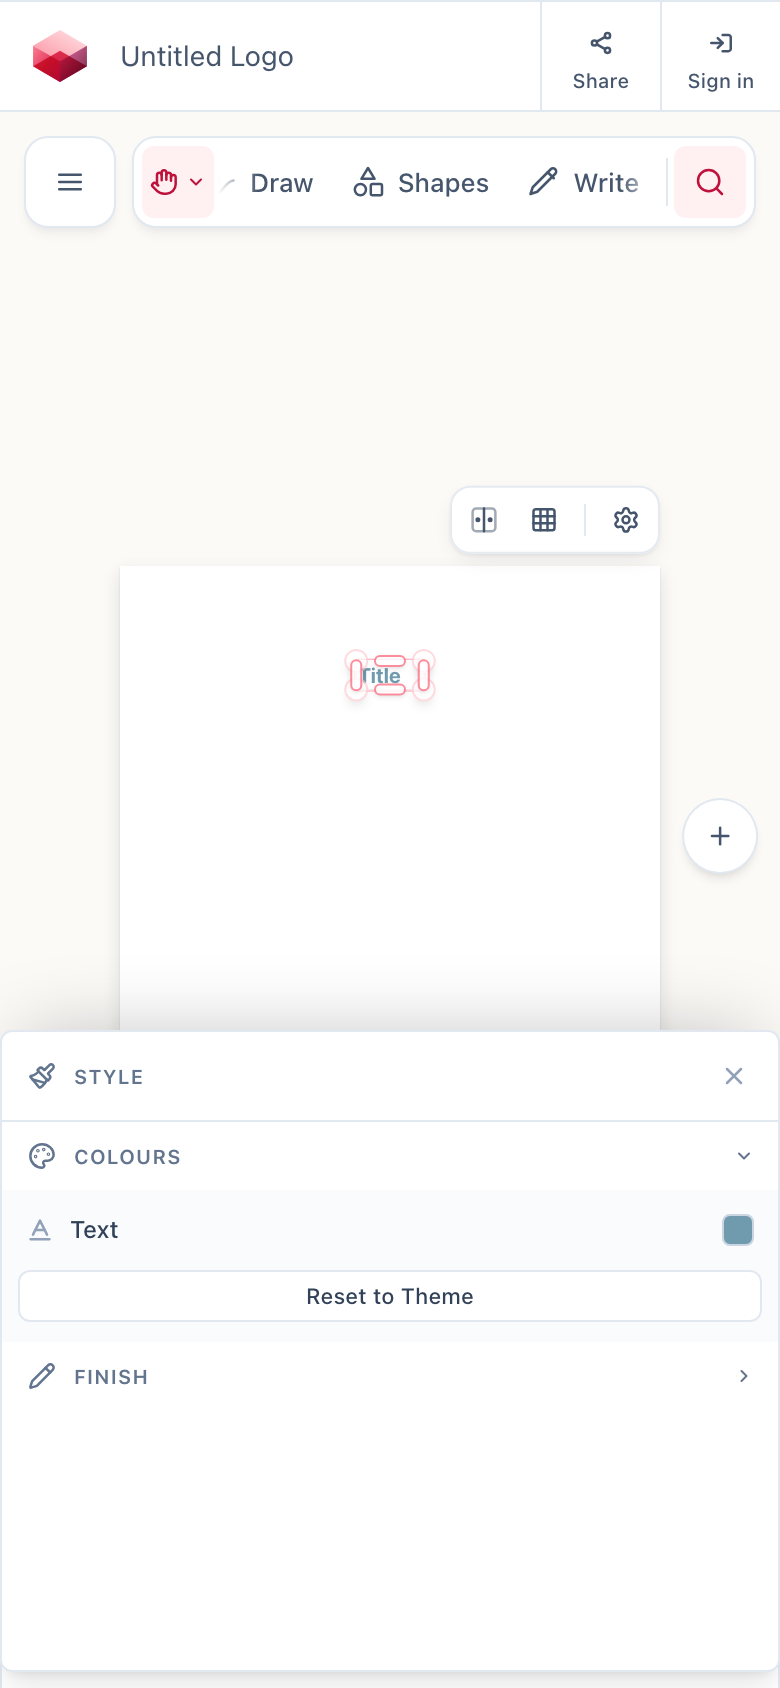 Untitled Logo
Share
Sign in
Draw
Shapes
Write
Title
STYLE
COLOURS
Text
Reset to Theme
FINISH